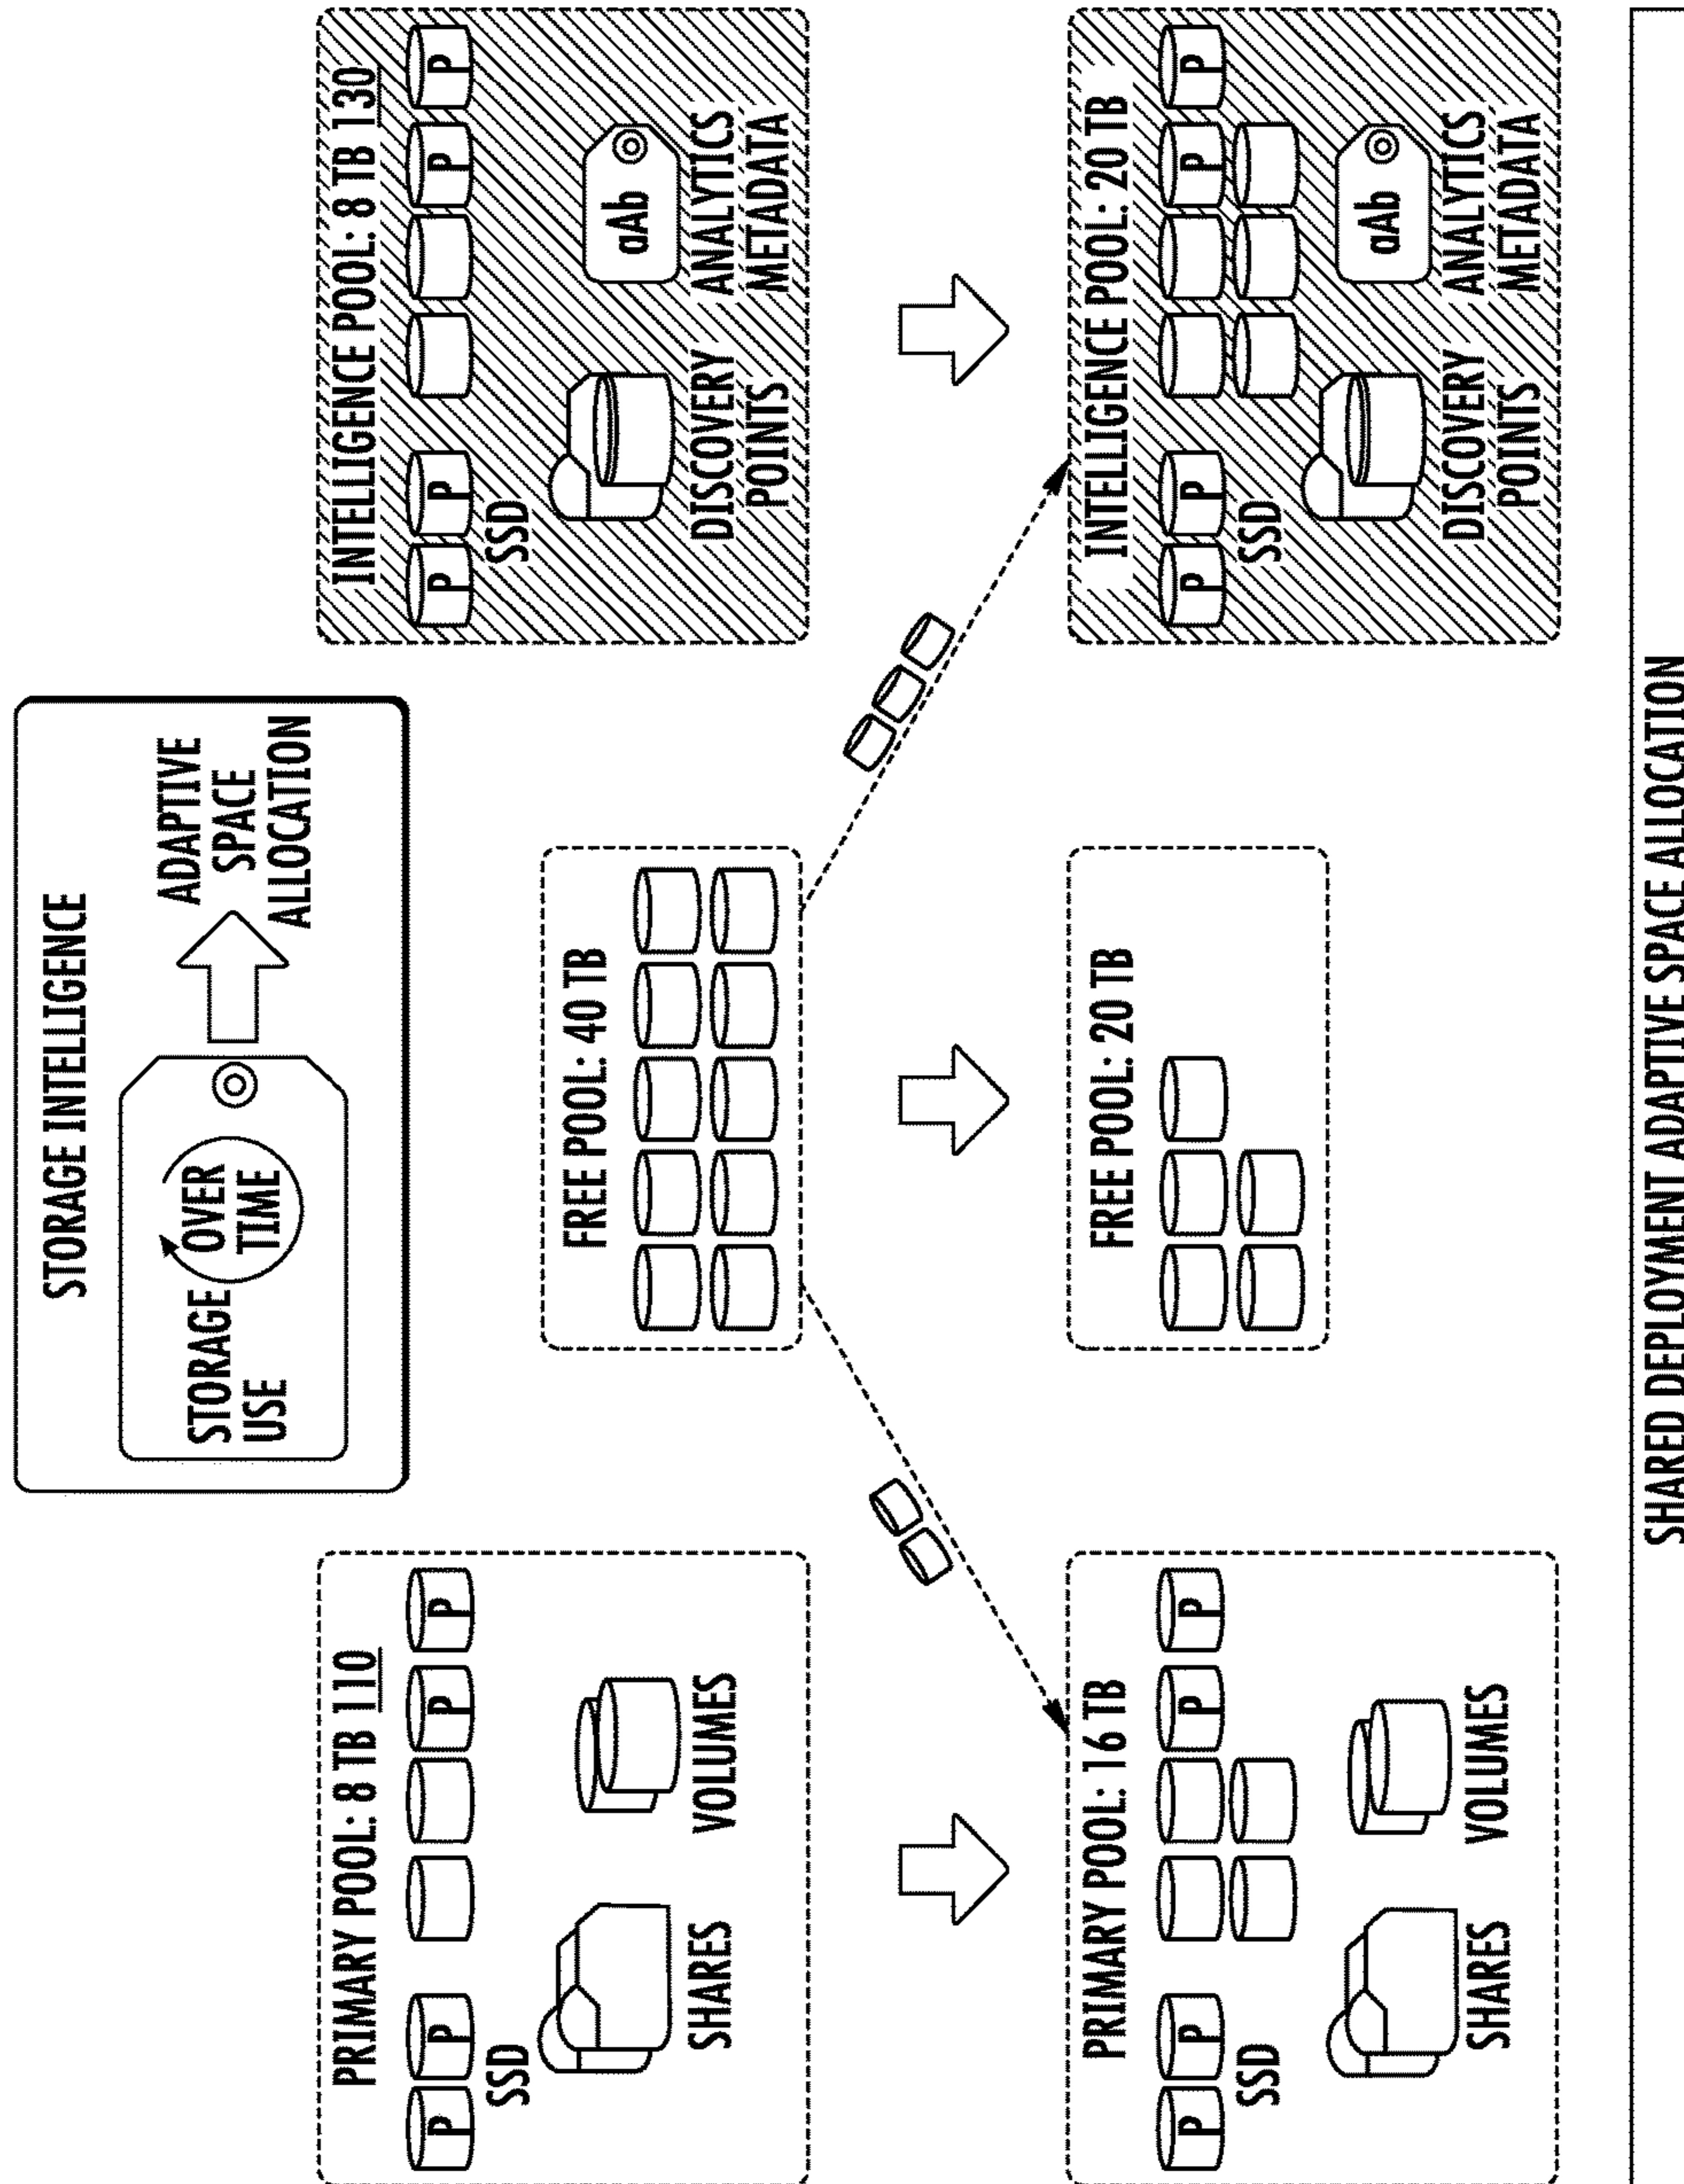 STORAGE INTELLIGENCE
STORAGE
USE
OVER
TIME
ADAPTIVE
SPACE
ALLOCATION
PRIMARY POOL: 8 TB 110
P
P
P
P
SSD
SHARES
VOLUMES
FREE POOL: 40 TB
INTELLIGENCE POOL: 8 TB 130
P
P
P
P
SSD
aAb
DISCOVERY
POINTS
ANALYTICS
METADATA
PRIMARY POOL: 16 TB
P
P
P
P
SSD
SHARES
VOLUMES
FREE POOL: 20 TB
INTELLIGENCE POOL: 20 TB
P
P
P
P
SSD
aAb
DISCOVERY
POINTS
ANALYTICS
METADATA
SHARED DEPLOYMENT ADAPTIVE SPACE ALLOCATION